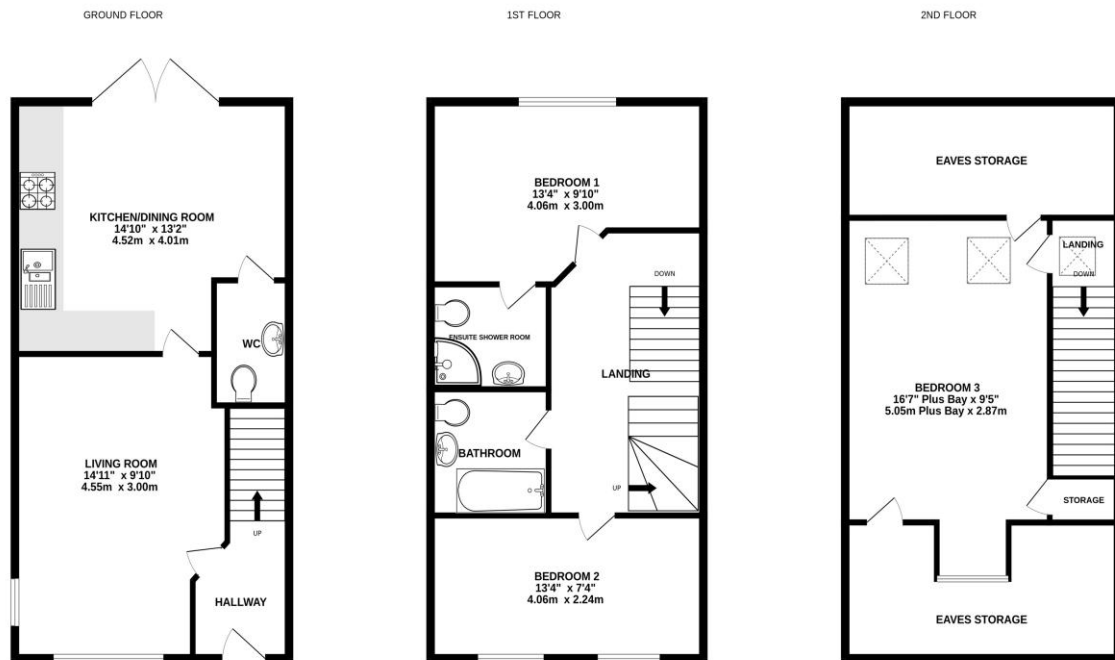 GROUND FLOOR
KITCHEN/DINING ROOM
14'10" x 13'2"
4.52m x 4.01m
WC
LIVING ROOM
14'11" x 9'10"
4.55m x 3.00m
UP
HALLWAY
1ST FLOOR
BEDROOM 1
13'4" x 9'10"
4.06m x 3.00m
DOWN
ENSUITE SHOWER ROOM
LANDING
BATHROOM
UP
BEDROOM 2
13'4" x 7'4"
4.06m x 2.24m
2ND FLOOR
EAVES STORAGE
LANDING
DOWN
BEDROOM 3
16'7" Plus Bay x 9'5"
5.05m Plus Bay x 2.87m
STORAGE
EAVES STORAGE